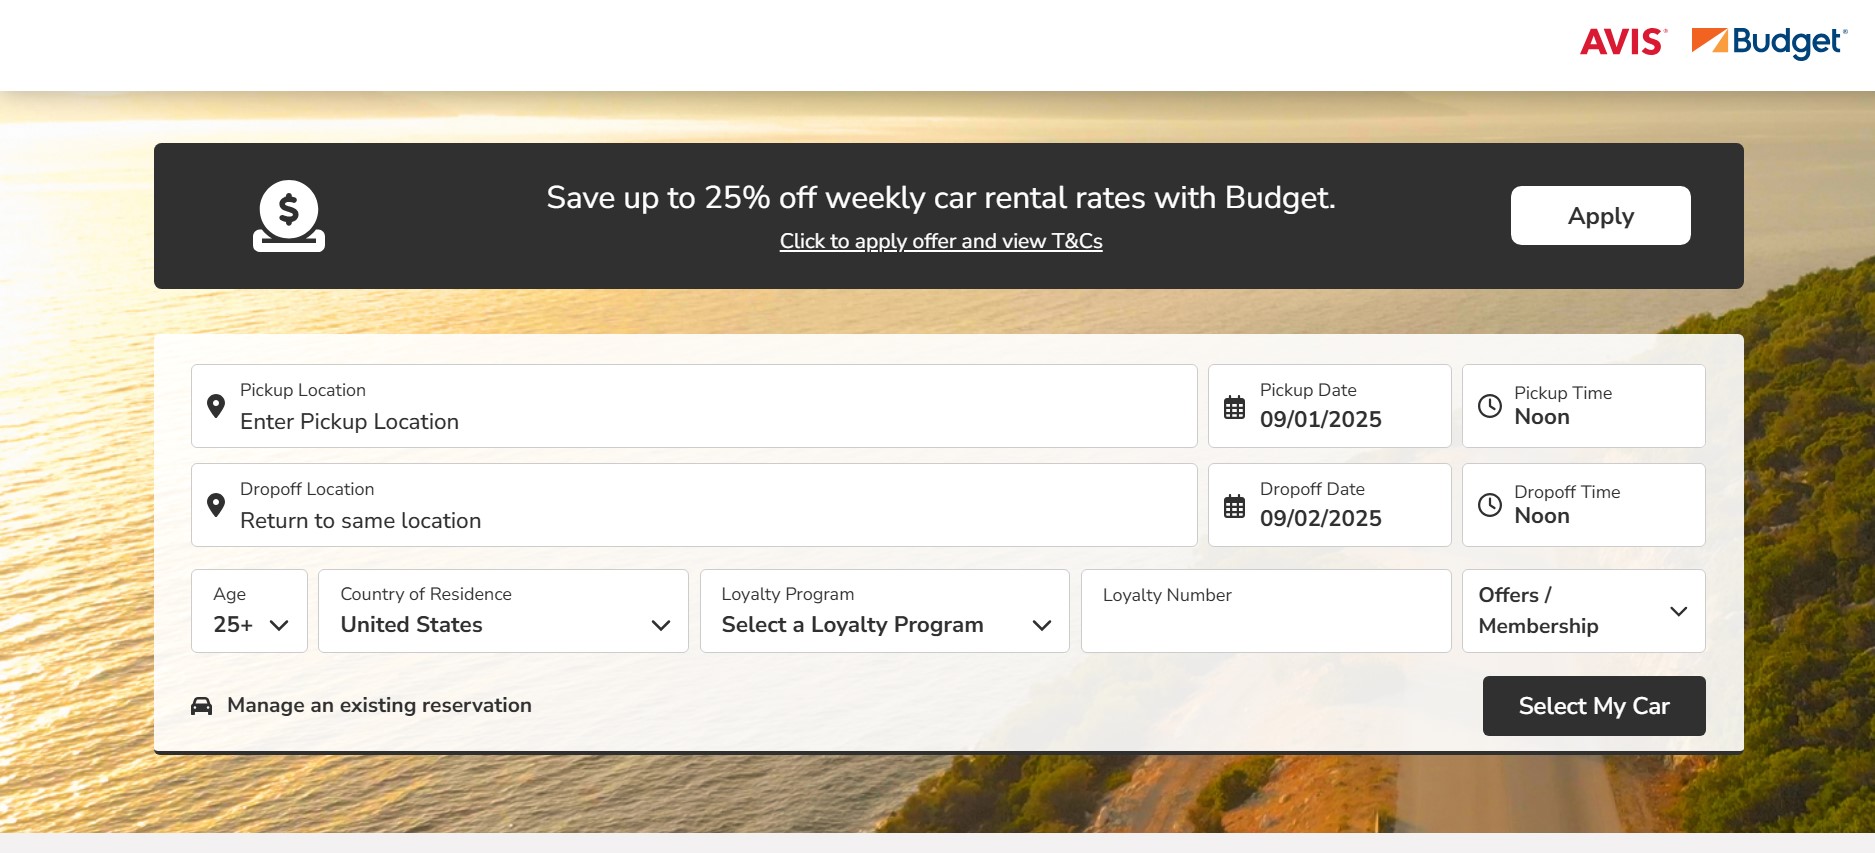 AVIS Budget
Save up to 25% off weekly car rental rates with Budget.
Click to apply offer and view T&Cs
Apply
Pickup Location
Enter Pickup Location
Pickup Date
09/01/2025
Pickup Time
Noon
Dropoff Location
Return to same location
Dropoff Date
09/02/2025
Dropoff Time
Noon
Age
25+
Country of Residence
United States
Loyalty Program
Select a Loyalty Program
Loyalty Number
Offers /
Membership
Manage an existing reservation
Select My Car